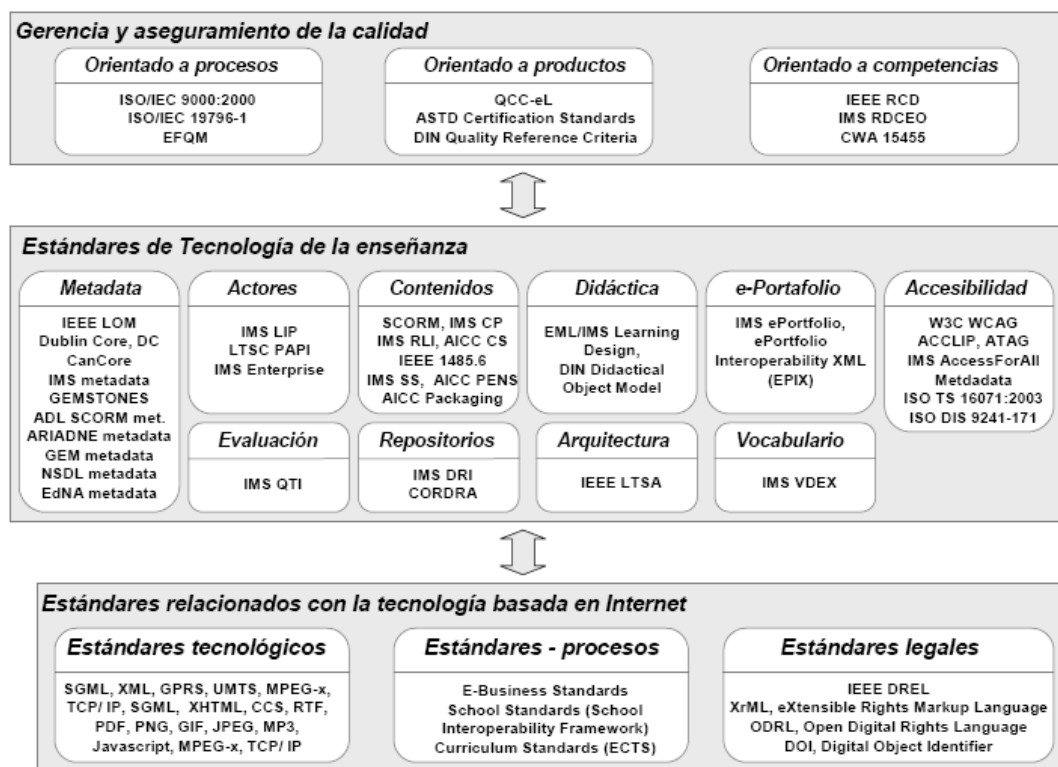 Gerencia y aseguramiento de la calidad
Orientado a procesos
ISO/IEC 9000:2000
ISO/IEC 19796-1
EFQM
Orientado a productos
QCC-eL
ASTD Certification Standards
DIN Quality Reference Criteria
Orientado a competencias
IEEE RCD
IMS RDCEO
CWA 15455
Estándares de Tecnología de la enseñanza
Metadata
IEEE LOM
Dublin Core, DC
CanCore
IMS metadata
GEMSTONES
ADL SCORM met.
ARIADNE metadata
GEM metadata
NSDL metadata
EdNA metadata
Actores
IMS LIP
LTSC PAPI
IMS Enterprise
Contenidos
SCORM, IMS CP
IMS RLI, AICC CS
IEEE 1485.6
IMS SS, AICC PENS
AICC Packaging
Didáctica
EML/IMS Learning
Design,
DIN Didactical
Object Model
e-Portafolio
IMS ePortfolio,
ePortfolio
Interoperability XML
(EPIX)
Accesibilidad
W3C WCAG
ACCLIP, ATAG
IMS AccessForAll
Metdadata
ISO TS 16071:2003
ISO DIS 9241-171
Evaluación
IMS QTI
Repositorios
IMS DRI
CORDRA
Arquitectura
IEEE LTSA
Vocabulario
IMS VDEX
Estándares relacionados con la tecnología basada en Internet
Estándares tecnológicos
SGML, XML, GPRS, UMTS, MPEG-x,
TCP/ IP, SGML, XHTML, CCS, RTF,
PDF, PNG, GIF, JPEG, MP3,
Javascript, MPEG-x, TCP/ IP
Estándares - procesos
E-Business Standards
School Standards (School
Interoperability Framework)
Curriculum Standards (ECTS)
Estándares legales
IEEE DREL
XrML, eXtensible Rights Markup Language
ODRL, Open Digital Rights Language
DOI, Digital Object Identifier